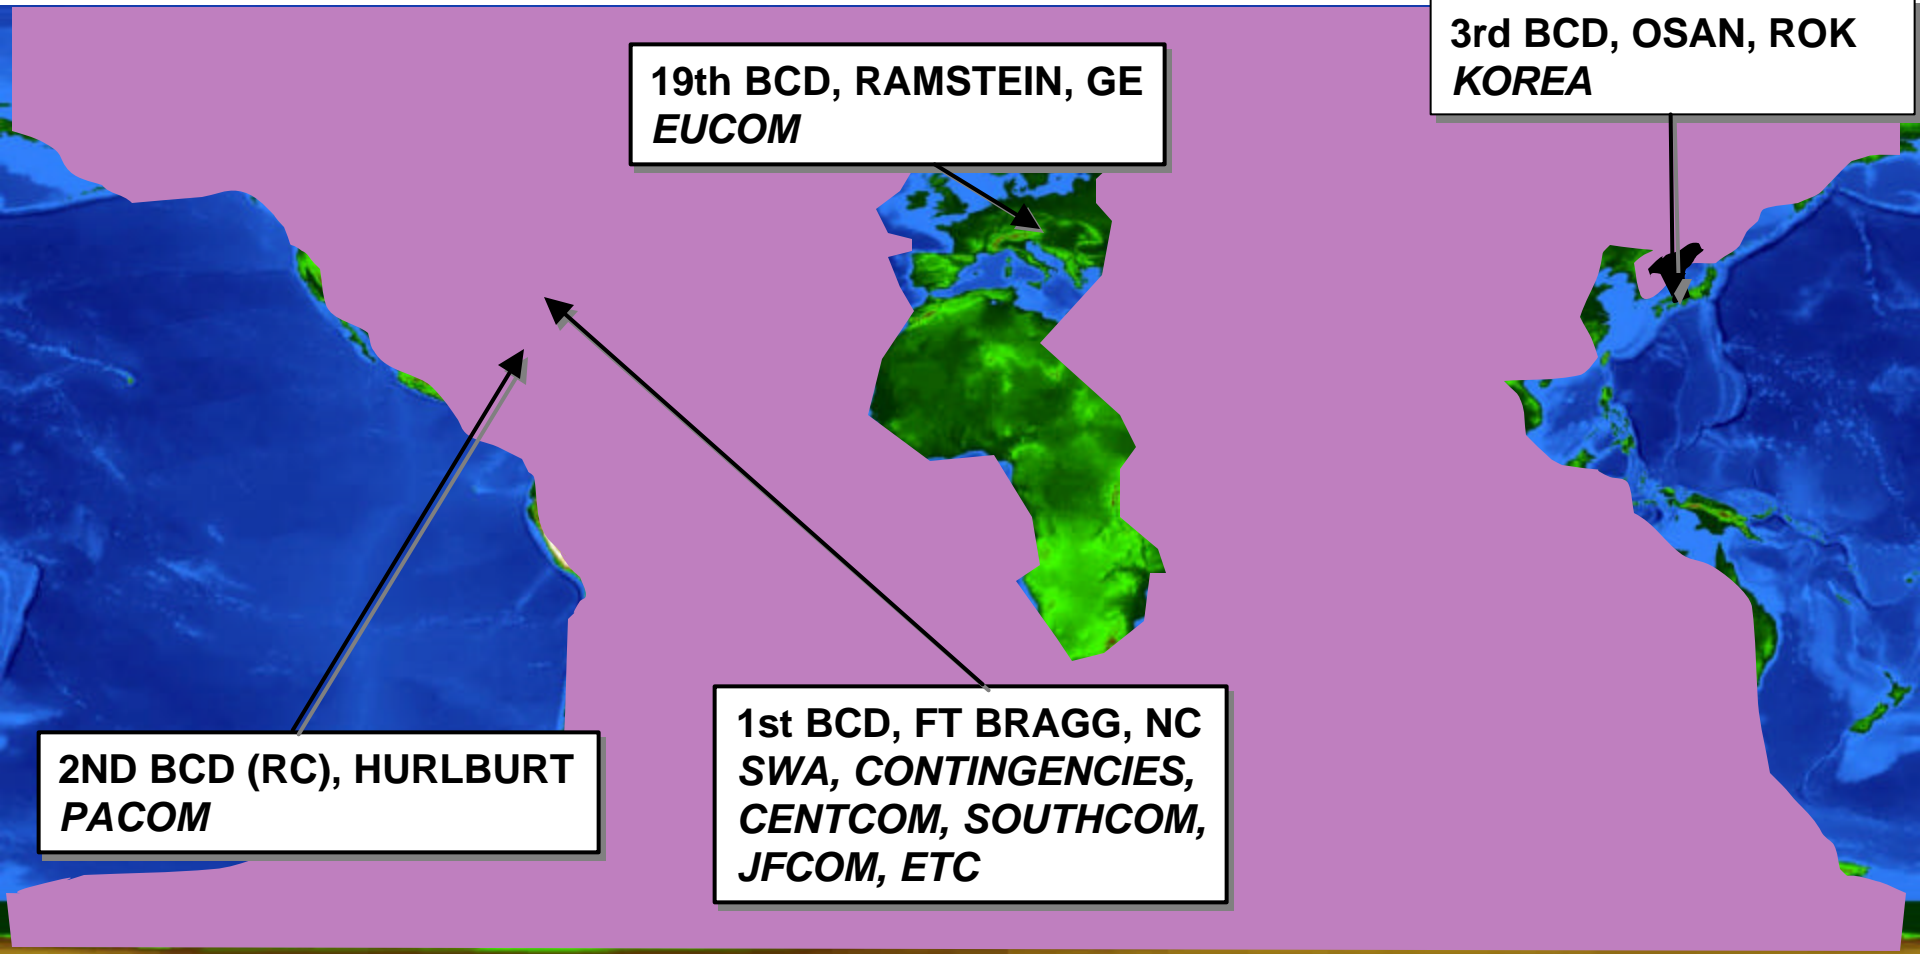 3rd BCD, OSAN, ROK
KOREA
19th BCD, RAMSTEIN, GE
EUCOM
2ND BCD (RC), HURLBURT
PACOM
1st BCD, FT BRAGG, NC
SWA, CONTINGENCIES,
CENTCOM, SOUTHCOM,
JFCOM, ETC